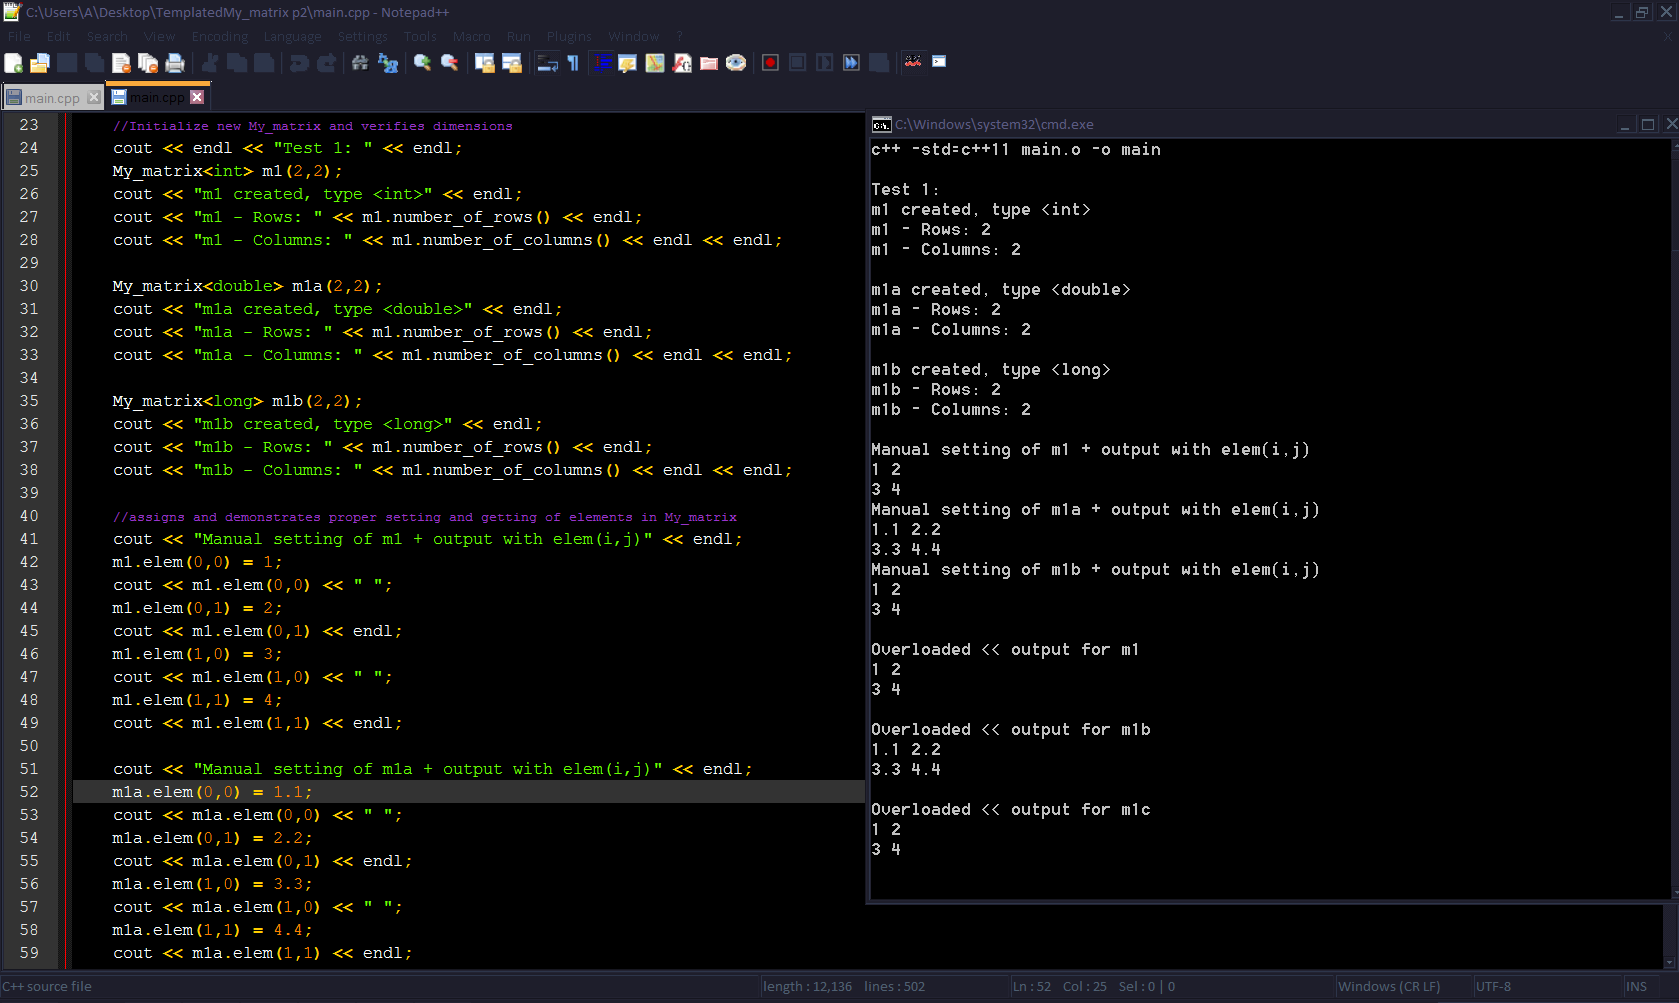 C:\Users\A\Desktop\TemplatedMy_matrix p2\main.cpp - Notepad++
File Edit Search View Encoding Language Settings Tools Macro Run Plugins Window ?
main.cpp main.cpp
23 //Initialize new My_matrix and verifies dimensions
24 cout << endl << "Test 1: " << endl;
25 My_matrix<int> m1(2,2);
26 cout << "m1 created, type <int>" << endl;
27 cout << "m1 - Rows: " << m1.number_of_rows() << endl;
28 cout << "m1 - Columns: " << m1.number_of_columns() << endl << endl;
29
30 My_matrix<double> m1a(2,2);
31 cout << "m1a created, type <double>" << endl;
32 cout << "m1a - Rows: " << m1.number_of_rows() << endl;
33 cout << "m1a - Columns: " << m1.number_of_columns() << endl << endl;
34
35 My_matrix<long> m1b(2,2);
36 cout << "m1b created, type <long>" << endl;
37 cout << "m1b - Rows: " << m1.number_of_rows() << endl;
38 cout << "m1b - Columns: " << m1.number_of_columns() << endl << endl;
39
40 //assigns and demonstrates proper setting and getting of elements in My_matrix
41 cout << "Manual setting of m1 + output with elem(i,j)" << endl;
42 m1.elem(0,0) = 1;
43 cout << m1.elem(0,0) << " ";
44 m1.elem(0,1) = 2;
45 cout << m1.elem(0,1) << endl;
46 m1.elem(1,0) = 3;
47 cout << m1.elem(1,0) << " ";
48 m1.elem(1,1) = 4;
49 cout << m1.elem(1,1) << endl;
50
51 cout << "Manual setting of m1a + output with elem(i,j)" << endl;
52 m1a.elem(0,0) = 1.1;
53 cout << m1a.elem(0,0) << " ";
54 m1a.elem(0,1) = 2.2;
55 cout << m1a.elem(0,1) << endl;
56 m1a.elem(1,0) = 3.3;
57 cout << m1a.elem(1,0) << " ";
58 m1a.elem(1,1) = 4.4;
59 cout << m1a.elem(1,1) << endl;
C:\Windows\system32\cmd.exe
c++ -std=c++11 main.o -o main
Test 1:
m1 created, type <int>
m1 - Rows: 2
m1 - Columns: 2
m1a created, type <double>
m1a - Rows: 2
m1a - Columns: 2
m1b created, type <long>
m1b - Rows: 2
m1b - Columns: 2
Manual setting of m1 + output with elem(i,j)
1 2
3 4
Manual setting of m1a + output with elem(i,j)
1.1 2.2
3.3 4.4
Manual setting of m1b + output with elem(i,j)
1 2
3 4
Overloaded << output for m1
1 2
3 4
Overloaded << output for m1b
1.1 2.2
3.3 4.4
Overloaded << output for m1c
1 2
3 4
C++ source file length : 12,136 lines : 502 Ln : 52 Col : 25 Sel : 0 | 0 Windows (CR LF) UTF-8 INS